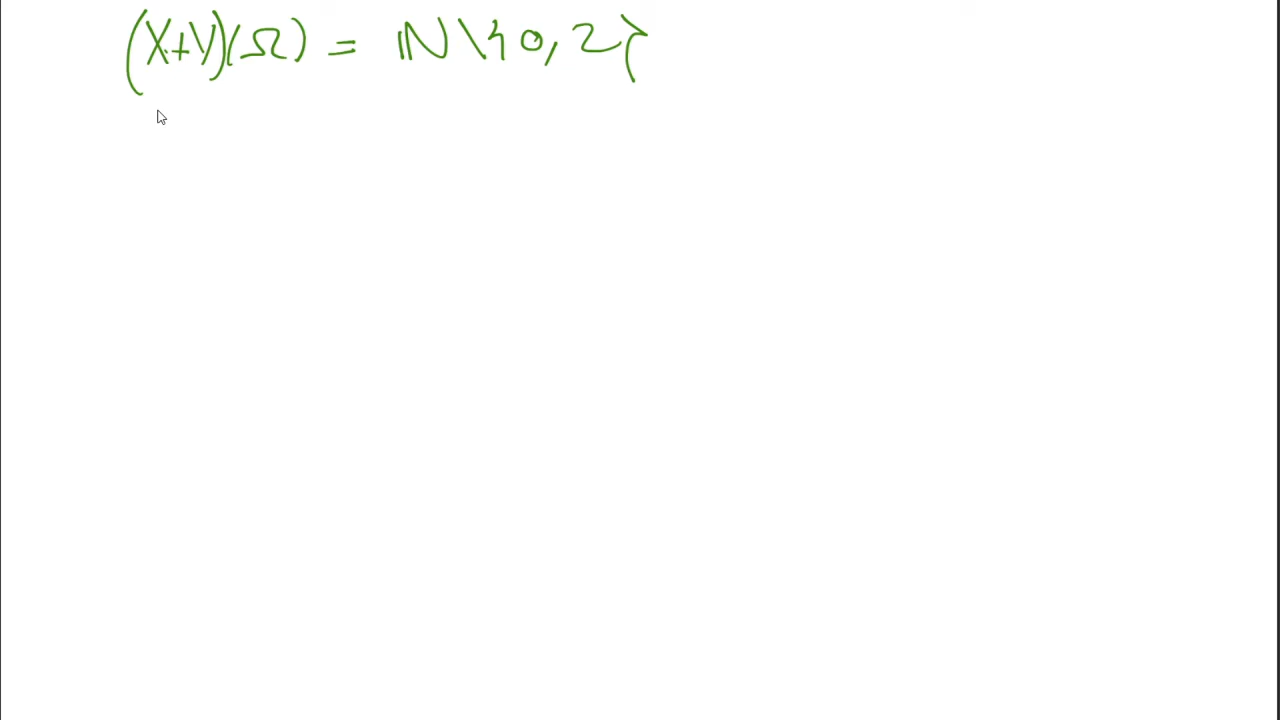 (X+Y)(Ω) = ℕ\{0,2}